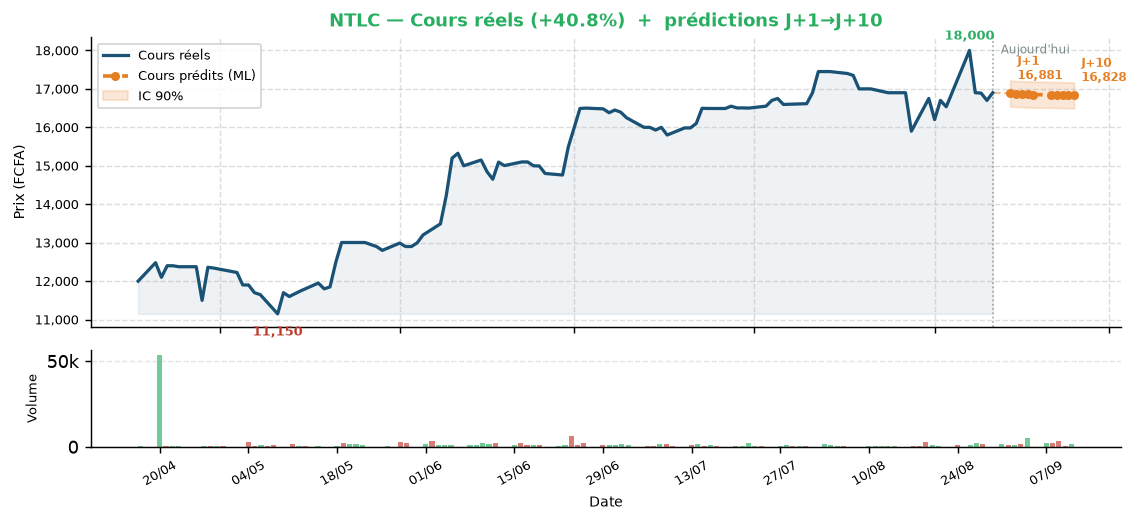 NTLC — Cours réels (+40.8%)  +  prédictions J+1→J+10
Cours réels
Cours prédits (ML)
IC 90%
18,000
Aujourd'hui
J+1
16,881
J+10
16,828
11,150
Prix (FCFA)
18,000
17,000
16,000
15,000
14,000
13,000
12,000
11,000
Volume
50k
0
20/04
04/05
18/05
01/06
15/06
29/06
13/07
27/07
10/08
24/08
07/09
Date